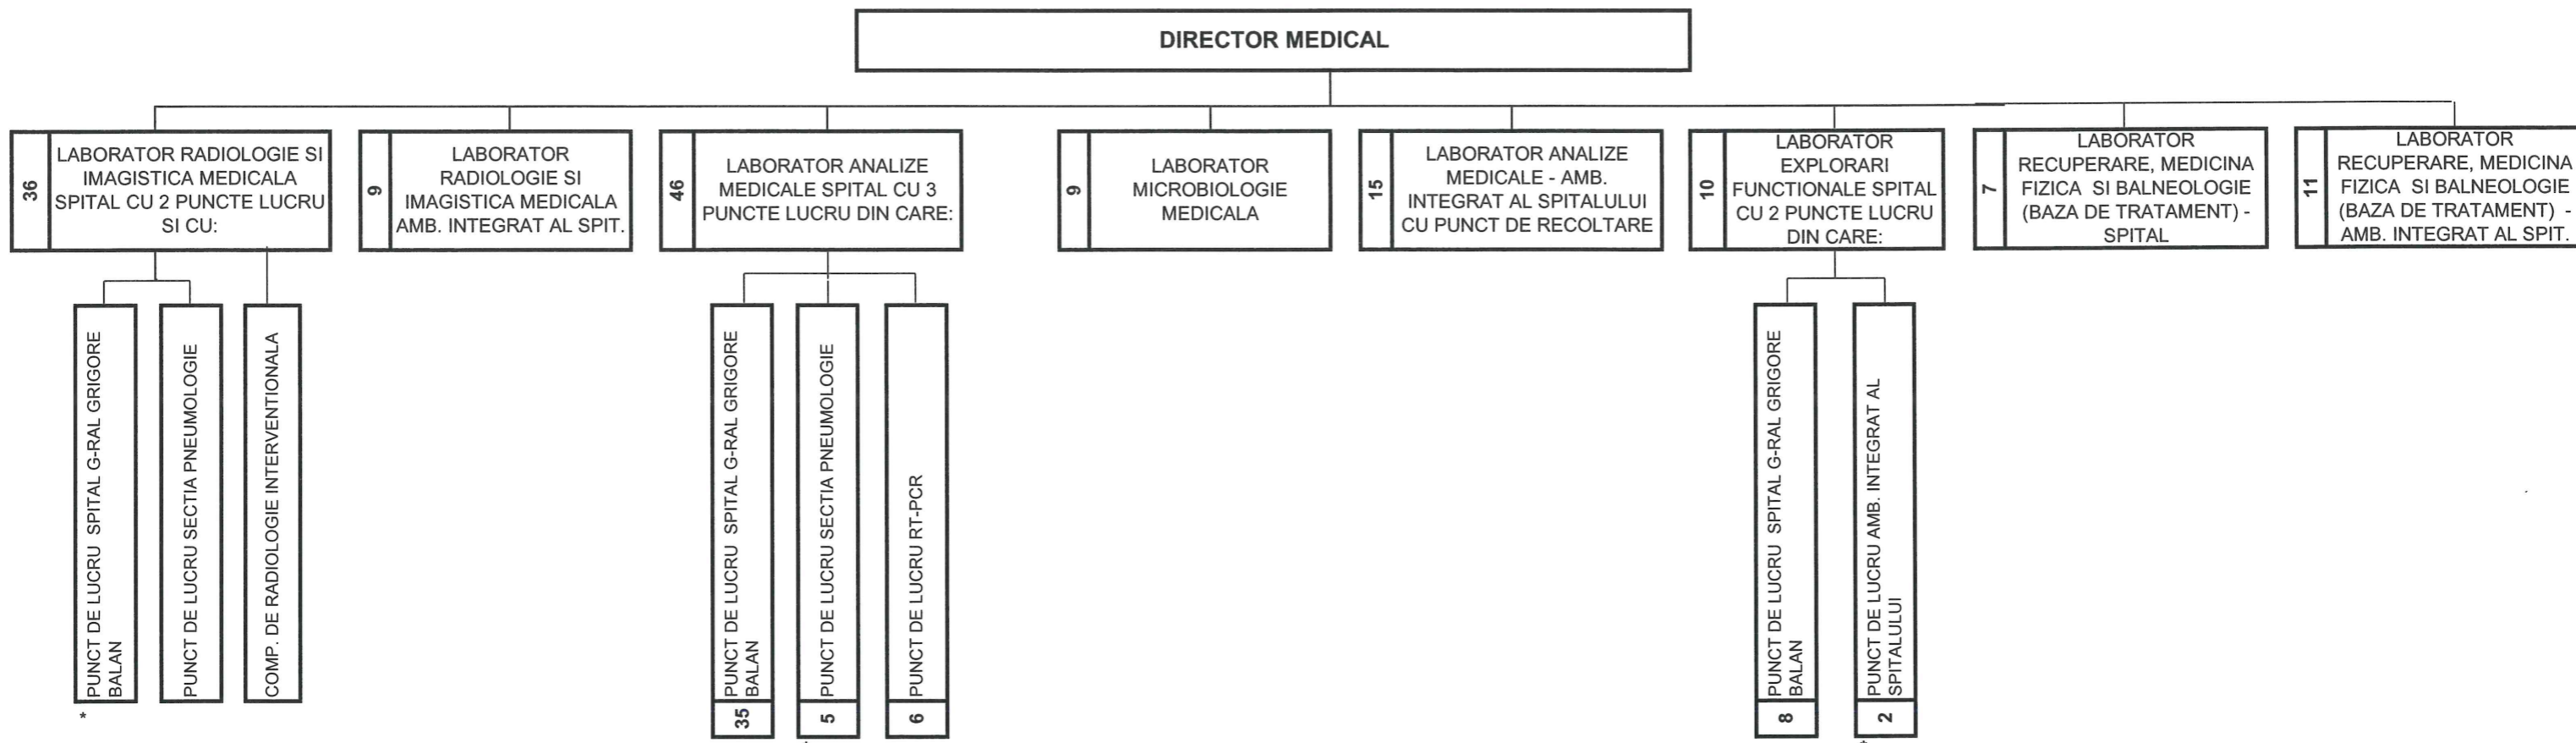 DIRECTOR MEDICAL
36
LABORATOR RADIOLOGIE SI
IMAGISTICA MEDICALA
SPITAL CU 2 PUNCTE LUCRU
SI CU:
9
LABORATOR
RADIOLOGIE SI
IMAGISTICA MEDICALA
AMB. INTEGRAT AL SPIT.
46
LABORATOR ANALIZE
MEDICALE SPITAL CU 3
PUNCTE LUCRU DIN CARE:
9
LABORATOR
MICROBIOLOGIE
MEDICALA
15
LABORATOR ANALIZE
MEDICALE - AMB.
INTEGRAT AL SPITALULUI
CU PUNCT DE RECOLTARE
10
LABORATOR
EXPLORARI
FUNCTIONALE SPITAL
CU 2 PUNCTE LUCRU
DIN CARE:
7
LABORATOR
RECUPERARE, MEDICINA
FIZICA SI BALNEOLOGIE
(BAZA DE TRATAMENT) -
SPITAL
11
LABORATOR
RECUPERARE, MEDICINA
FIZICA SI BALNEOLOGIE
(BAZA DE TRATAMENT) -
AMB. INTEGRAT AL SPIT.
PUNCT DE LUCRU SPITAL G-RAL GRIGORE
BALAN
*
PUNCT DE LUCRU SECTIA PNEUMOLOGIE
COMP. DE RADIOLOGIE INTERVENTIONALA
PUNCT DE LUCRU SPITAL G-RAL GRIGORE
BALAN
35
PUNCT DE LUCRU SECTIA PNEUMOLOGIE
5
PUNCT DE LUCRU RT-PCR
6
PUNCT DE LUCRU SPITAL G-RAL GRIGORE
BALAN
8
PUNCT DE LUCRU AMB. INTEGRAT AL
SPITALULUI
2